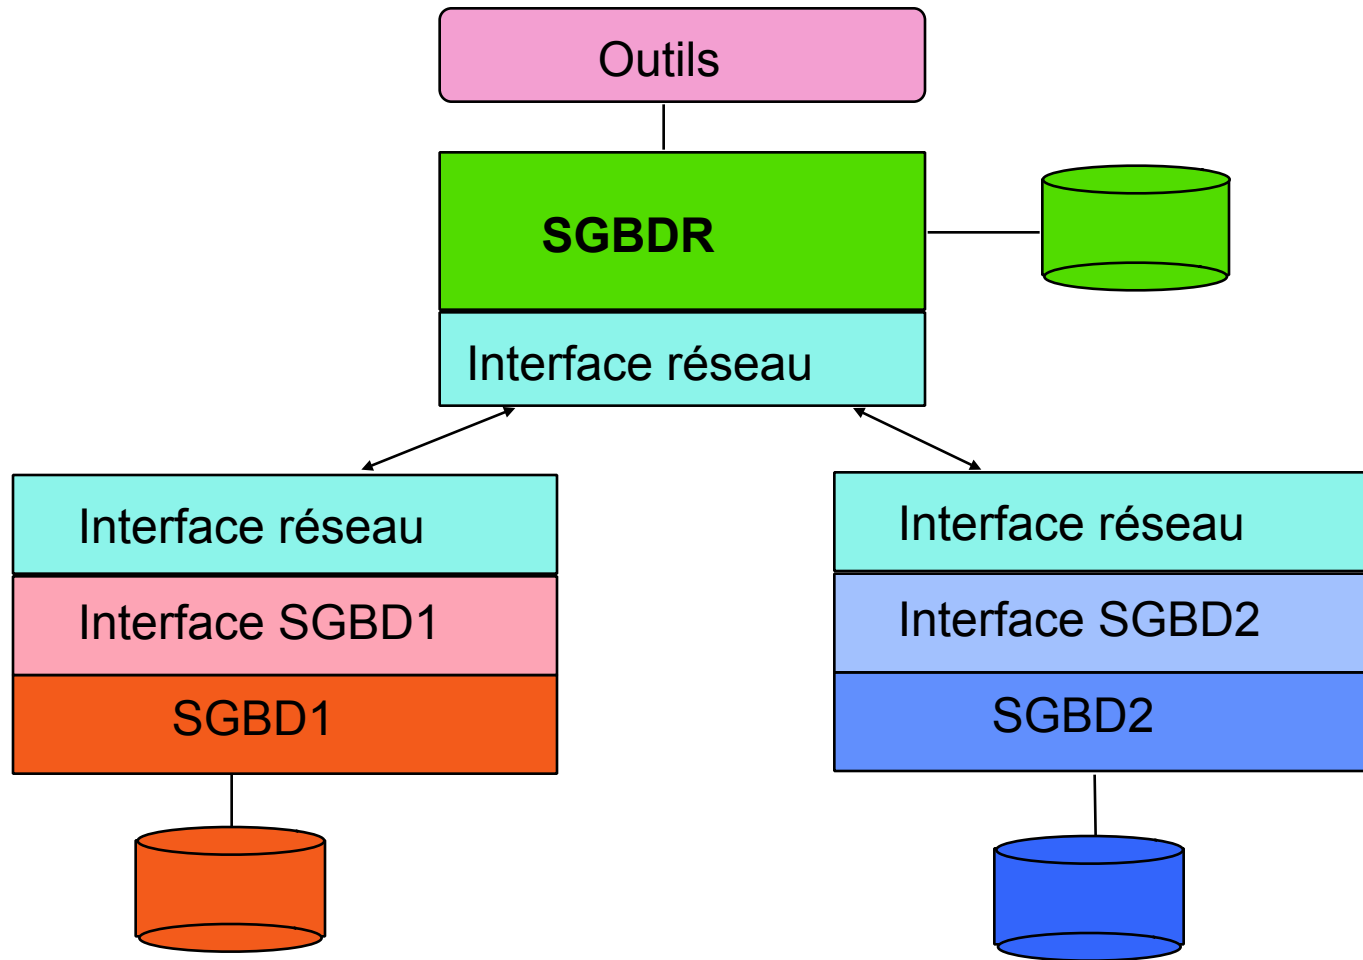 Outils
SGBDR
Interface réseau
Interface réseau
Interface SGBD1
SGBD1
Interface réseau
Interface SGBD2
SGBD2